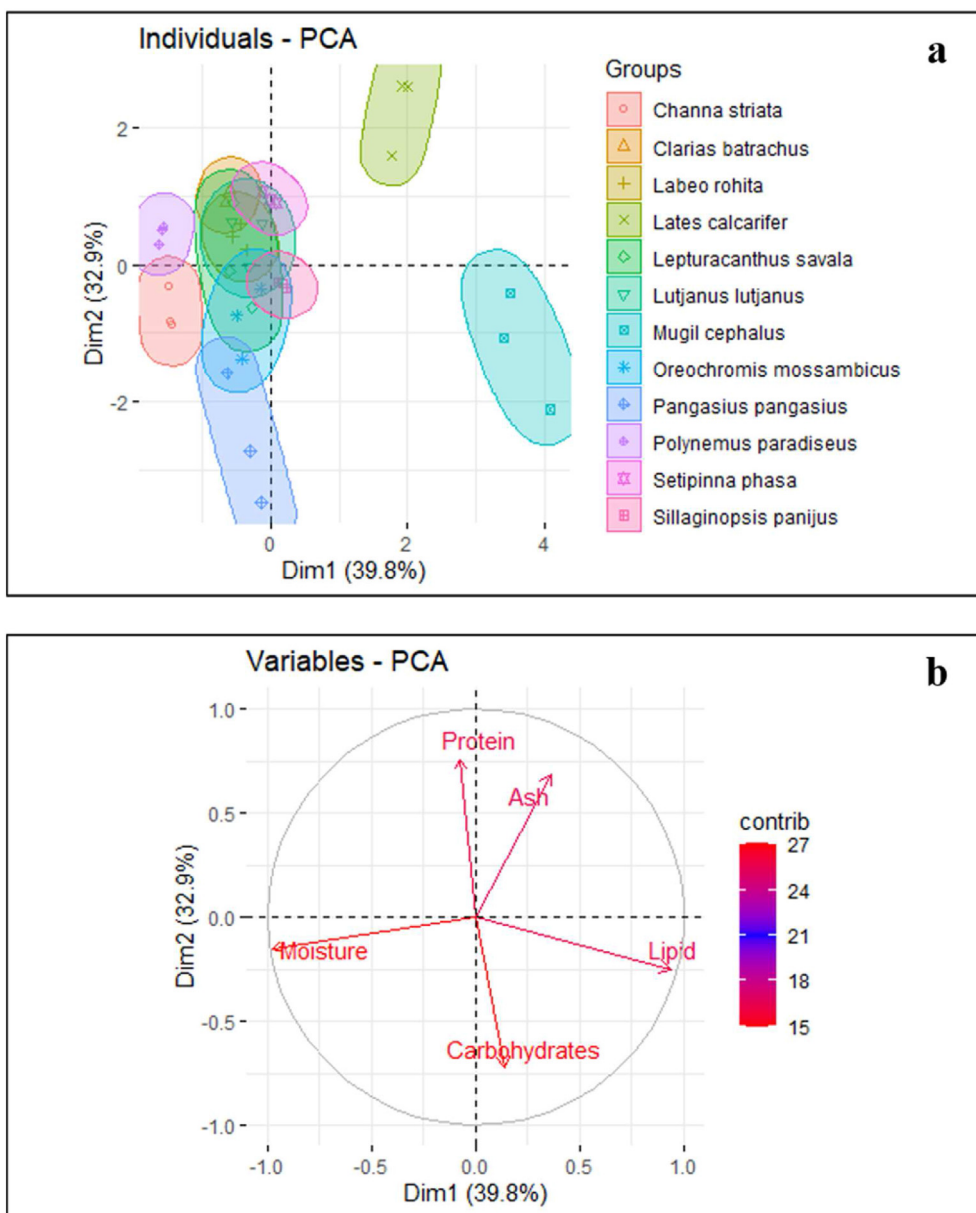 Individuals - PCA
a
Groups
Channa striata
Clarias batrachus
Labeo rohita
Lates calcarifer
Lepturacanthus savala
Lutjanus lutjanus
Mugil cephalus
Oreochromis mossambicus
Pangasius pangasius
Polynemus paradiseus
Setipinna phasa
Sillaginopsis panijus
Dim2 (32.9%)
2
0
-2
0
2
4
Dim1 (39.8%)
Variables - PCA
b
Dim2 (32.9%)
1.0
0.5
0.0
-0.5
-1.0
Protein
Ash
Moisture
Lipid
Carbohydrates
-1.0
-0.5
0.0
0.5
1.0
Dim1 (39.8%)
contrib
27
24
21
18
15